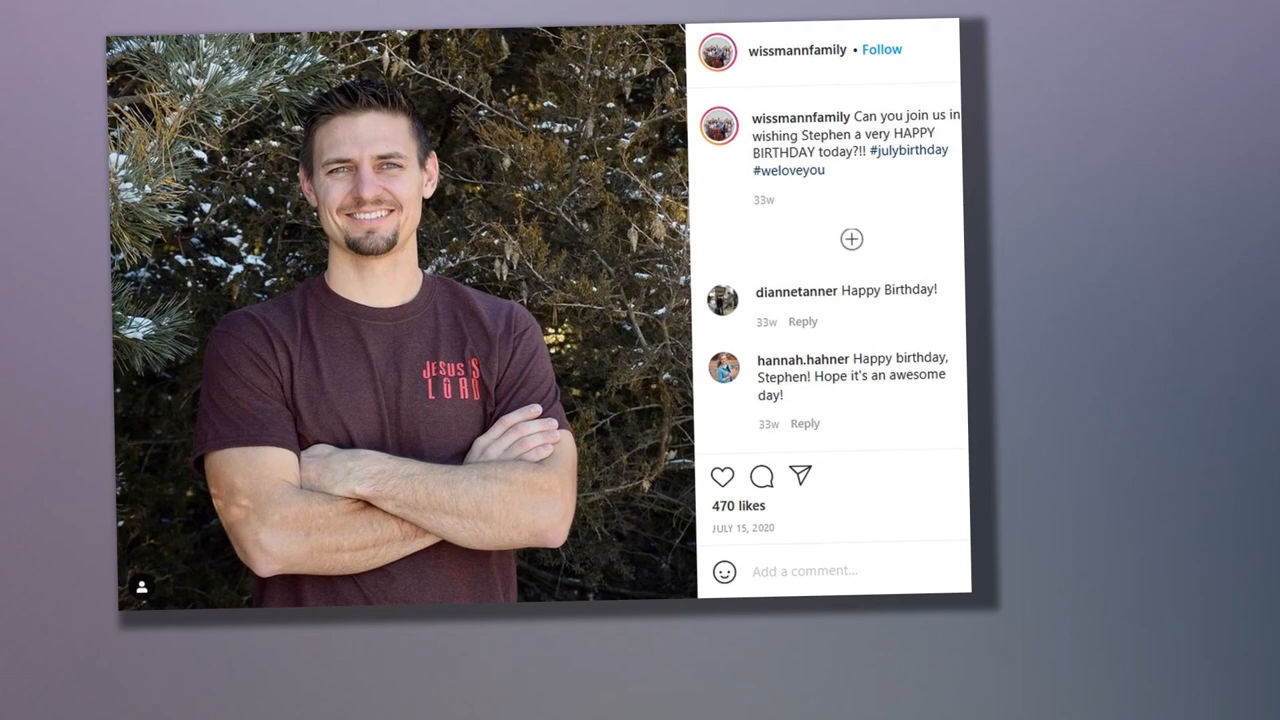 wissmannfamily • Follow
wissmannfamily Can you join us in
wishing Stephen a very HAPPY
BIRTHDAY today?!! #julybirthday
#weloveyou
33w
diannetanner Happy Birthday!
33w Reply
hannah.hahner Happy birthday,
Stephen! Hope it's an awesome
day!
33w Reply
470 likes
JULY 15, 2020
Add a comment...
JESUS IS
LORD